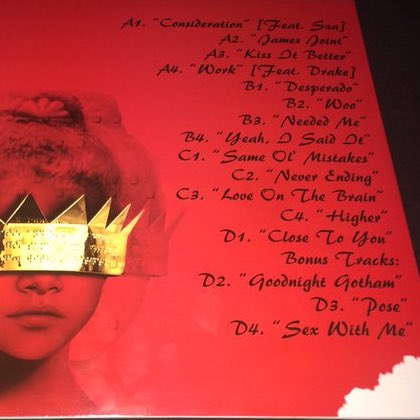 A1. "Consideration" [Feat. Sza]
A2. "James Joint"
A3. "Kiss It Better"
A4. "Work" [Feat. Drake]
B1. "Desperado"
B2. "Woo"
B3. "Needed Me"
B4. "Yeah, I Said It"
C1. "Same Ol' Mistakes"
C2. "Never Ending"
C3. "Love On The Brain"
C4. "Higher"
D1. "Close To You"
Bonus Tracks:
D2. "Goodnight Gotham"
D3. "Pose"
D4. "Sex With Me"